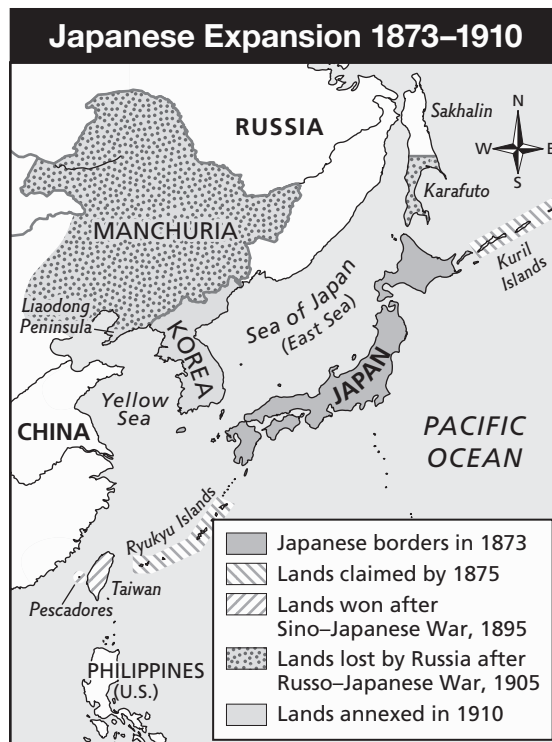 Japanese Expansion 1873–1910
RUSSIA
Sakhalin
N
W
E
S
Karafuto
MANCHURIA
Kuril
Islands
Liaodong
Peninsula
KOREA
Sea of Japan
(East Sea)
JAPAN
Yellow
Sea
CHINA
PACIFIC
OCEAN
Ryukyu Islands
Taiwan
Pescadores
PHILIPPINES
(U.S.)
Japanese borders in 1873
Lands claimed by 1875
Lands won after
Sino–Japanese War, 1895
Lands lost by Russia after
Russo–Japanese War, 1905
Lands annexed in 1910